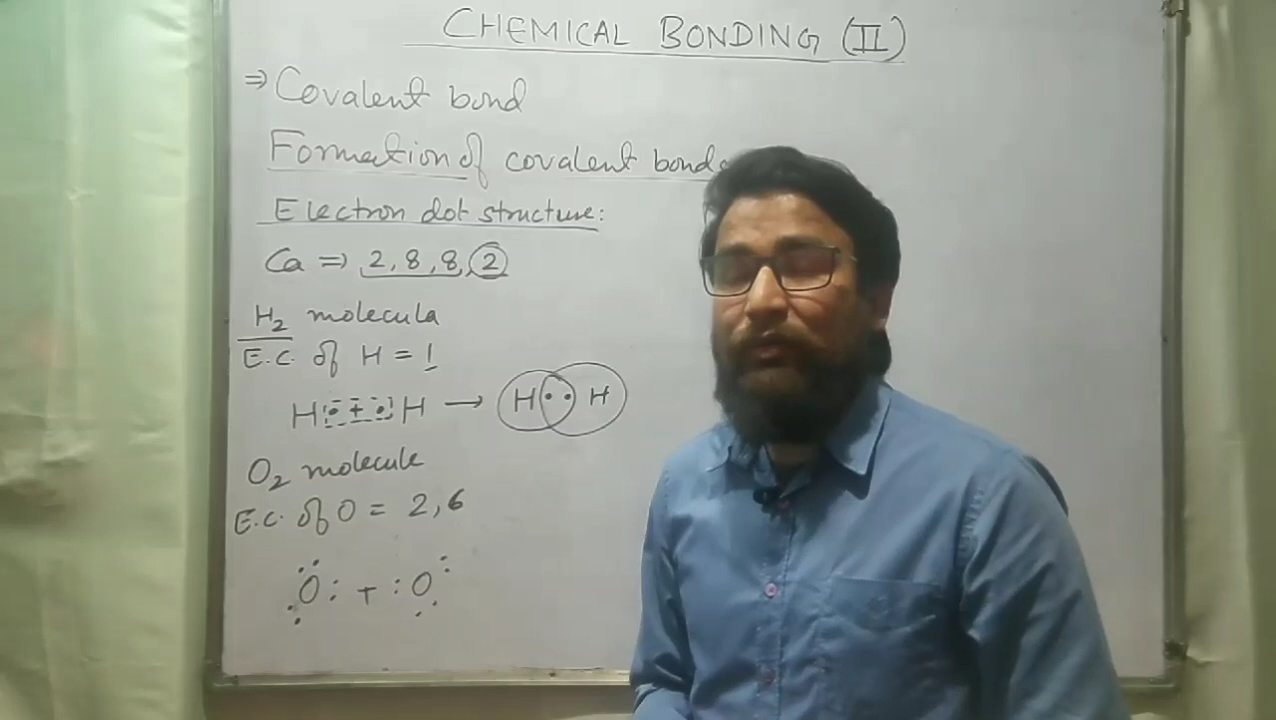 CHEMICAL BONDING (II)
⇒ Covalent bond
Formation of covalent bond
Electron dot structure:
Ca ⇒ 2, 8, 8, 2
H₂ molecula
E.C. of H = 1
H • + • H → H • • H
O₂ molecule
E.C. of O = 2, 6
O : + : O